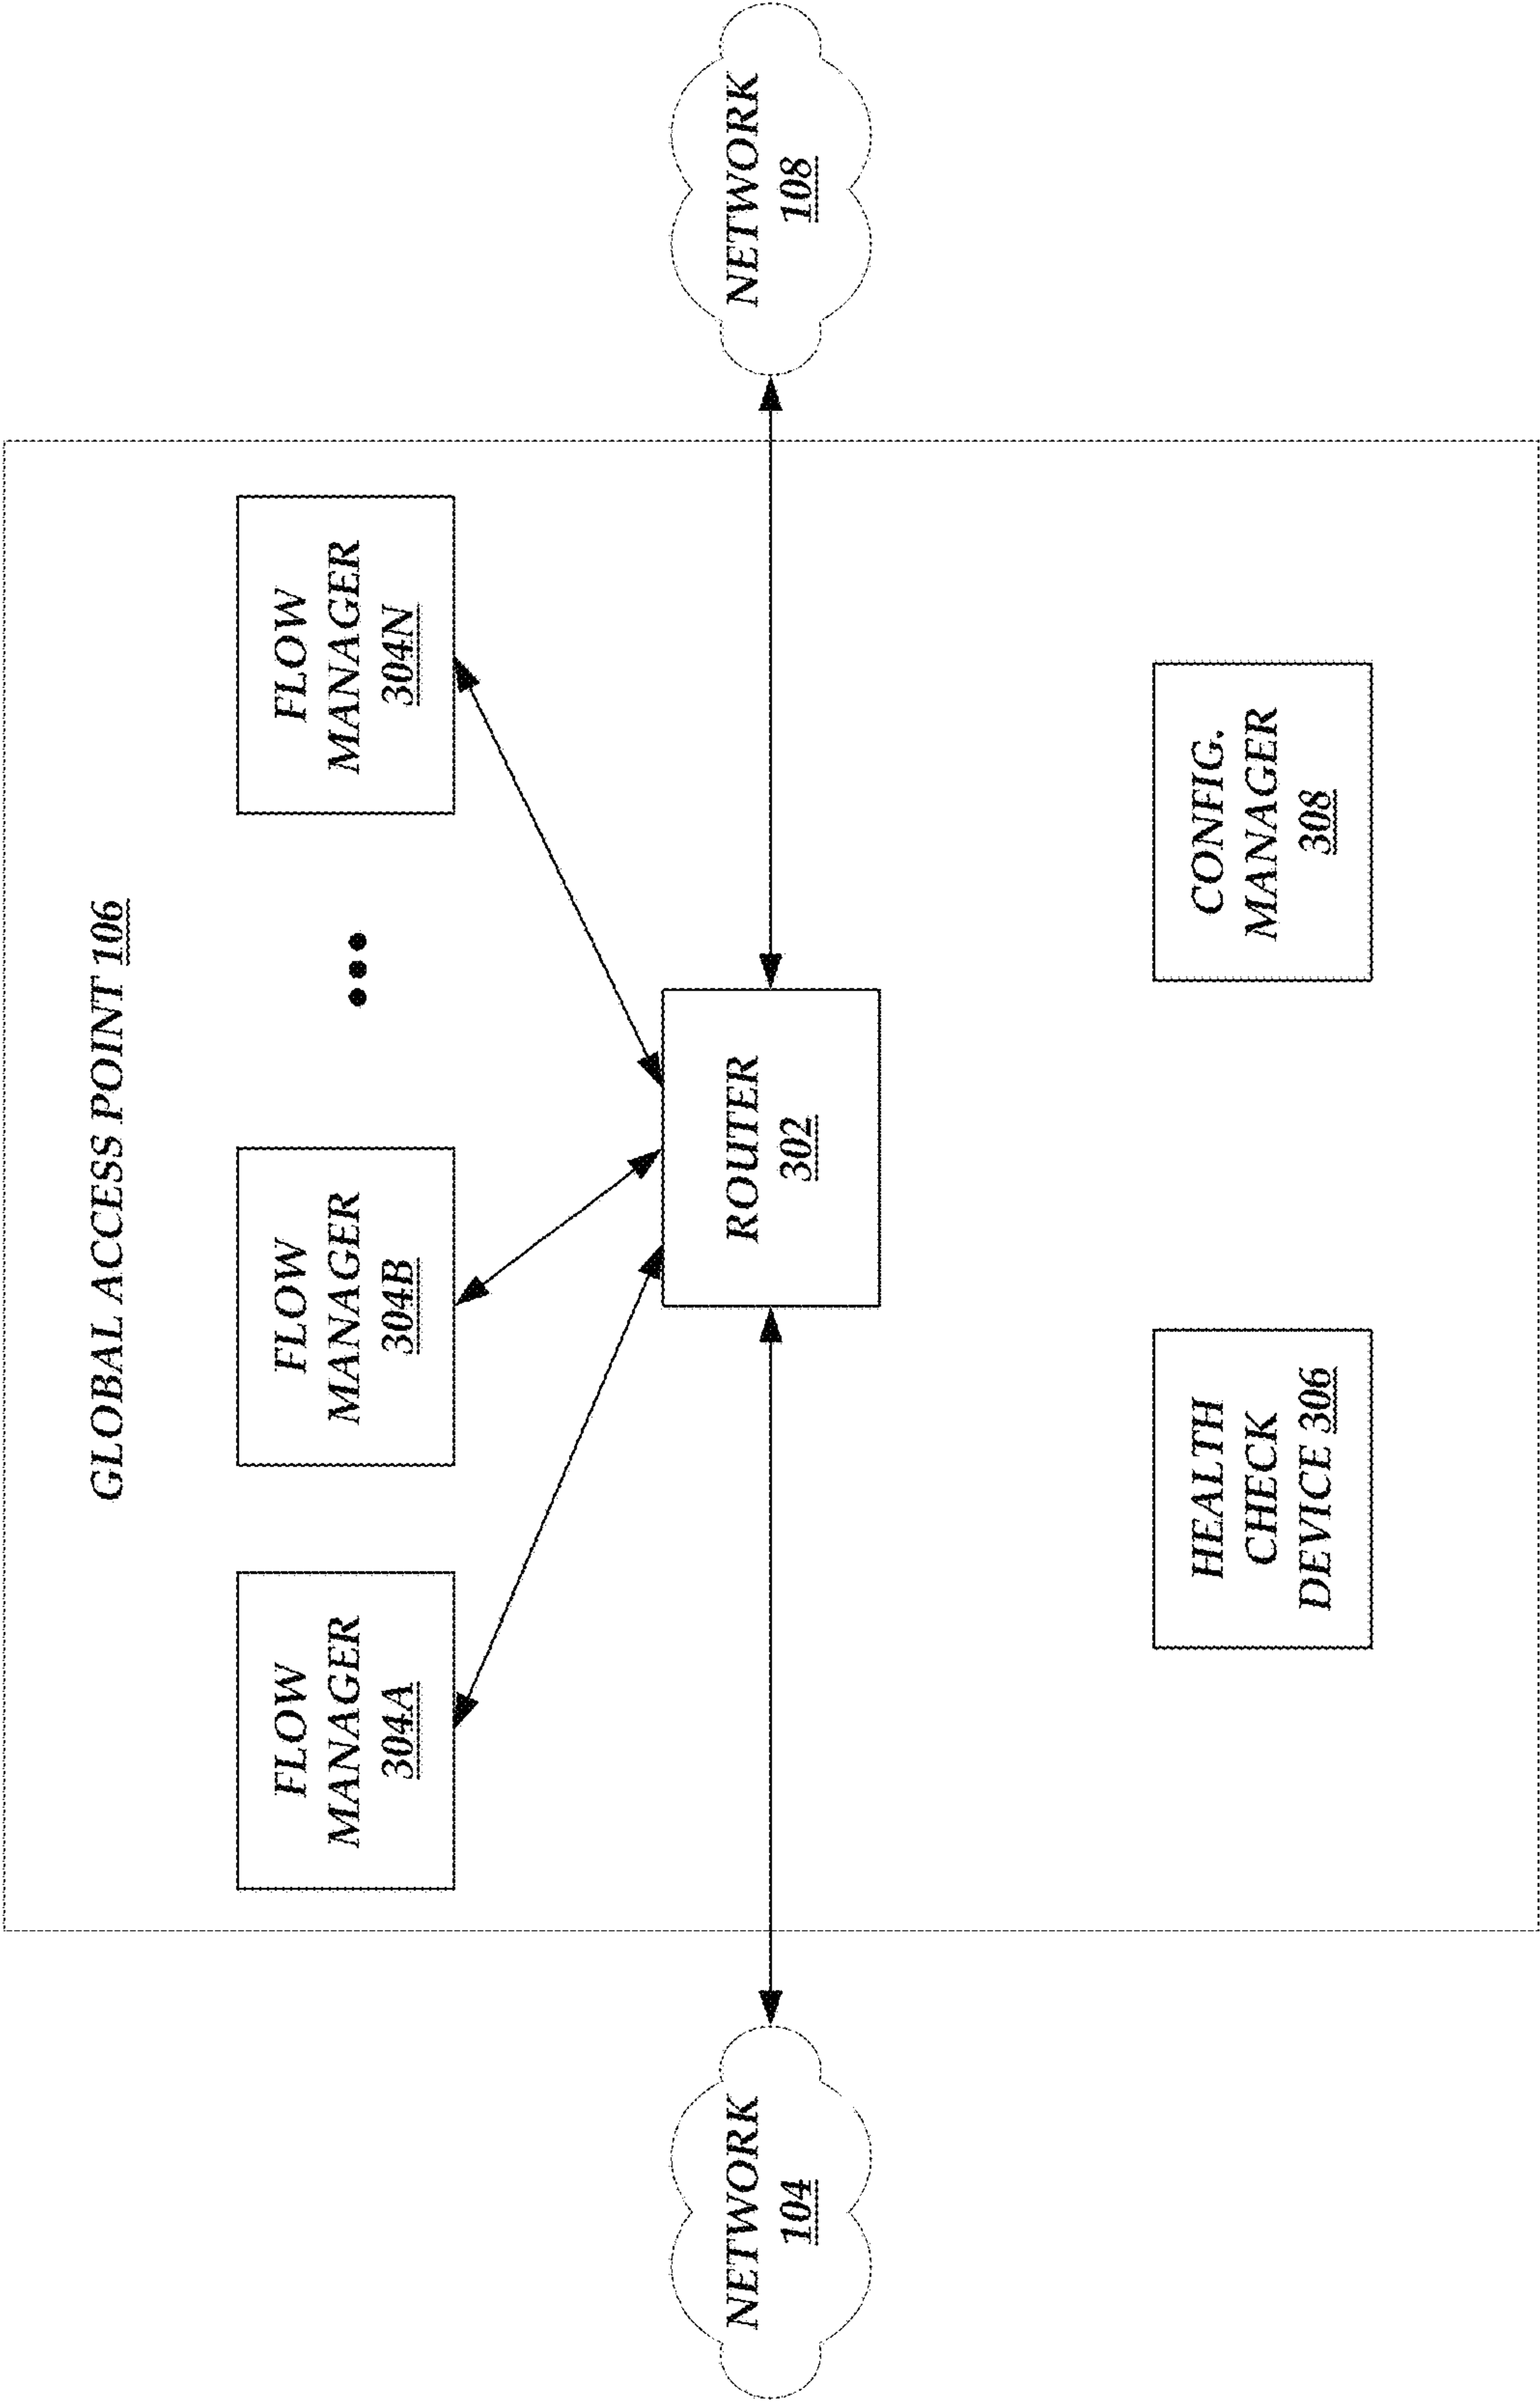 GLOBAL ACCESS POINT 106
FLOW
MANAGER
304A
FLOW
MANAGER
304B
FLOW
MANAGER
304N
NETWORK
104
ROUTER
302
NETWORK
108
HEALTH
CHECK
DEVICE 306
CONFIG.
MANAGER
308